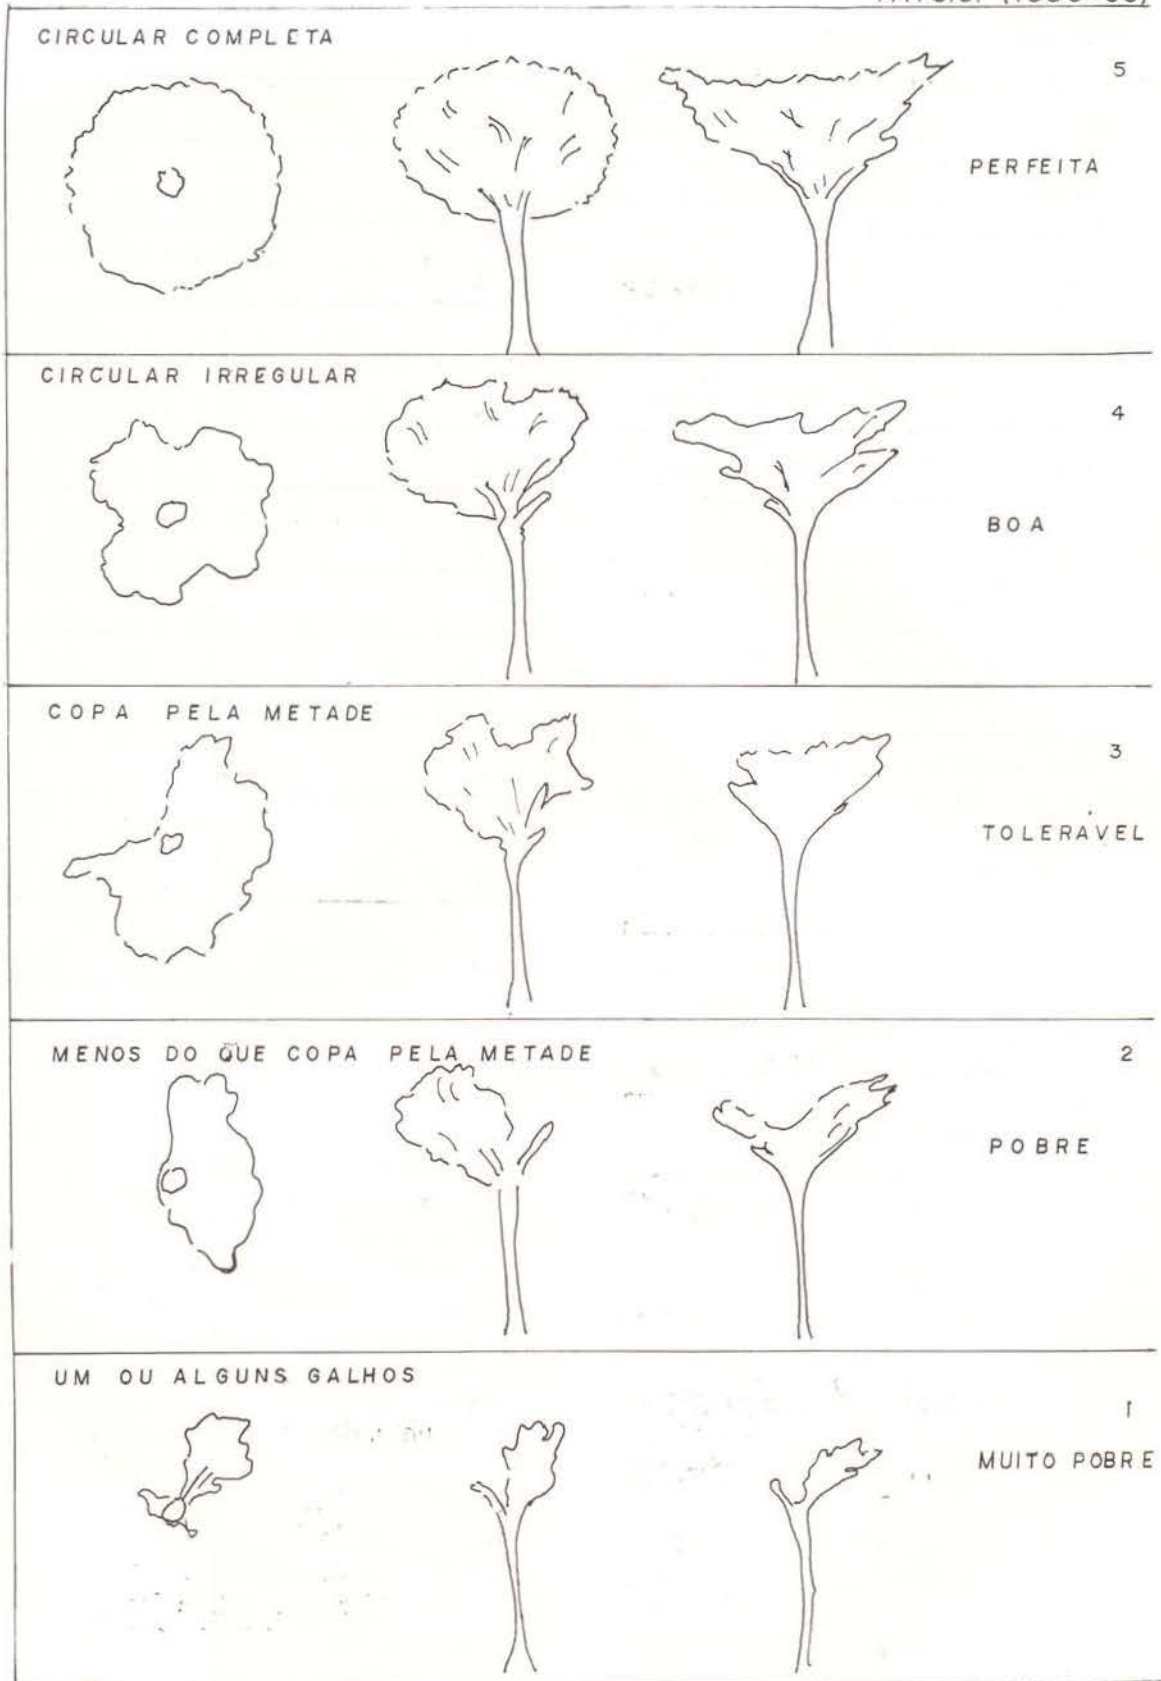 CIRCULAR COMPLETA
5
PERFEITA
CIRCULAR IRREGULAR
4
BOA
COPA PELA METADE
3
TOLERÁVEL
MENOS DO QUE COPA PELA METADE
2
POBRE
UM OU ALGUNS GALHOS
1
MUITO POBRE